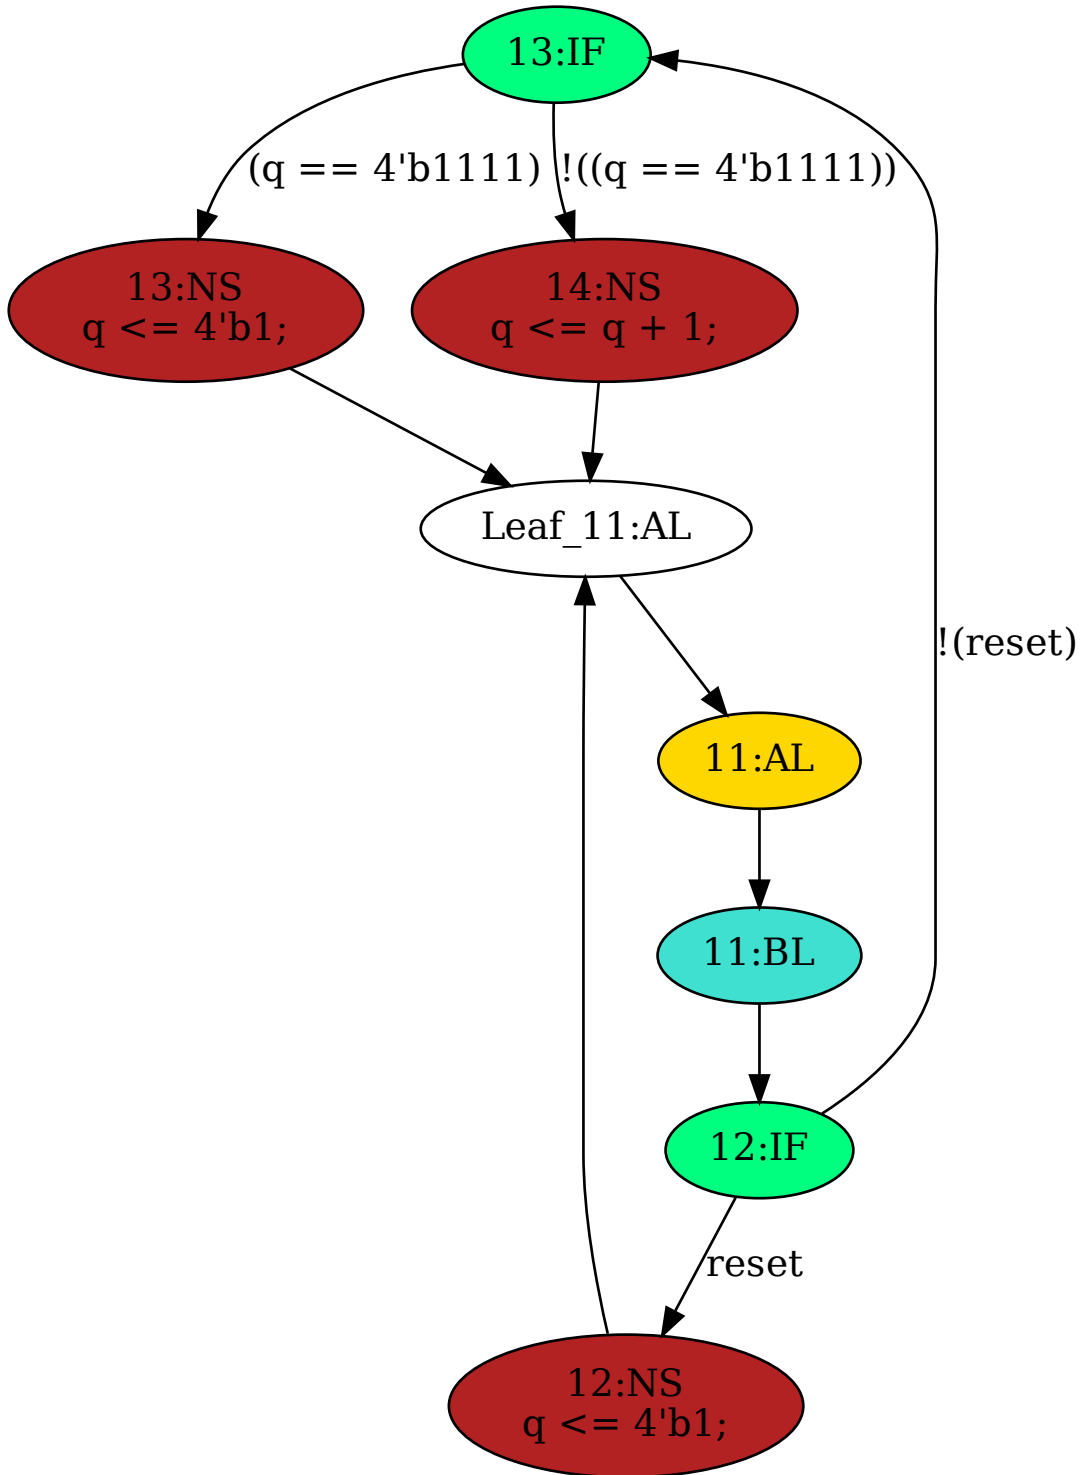 13:IF
(q == 4'b1111)
!((q == 4'b1111))
13:NS
q <= 4'b1;
14:NS
q <= q + 1;
Leaf_11:AL
!(reset)
11:AL
11:BL
12:IF
reset
12:NS
q <= 4'b1;